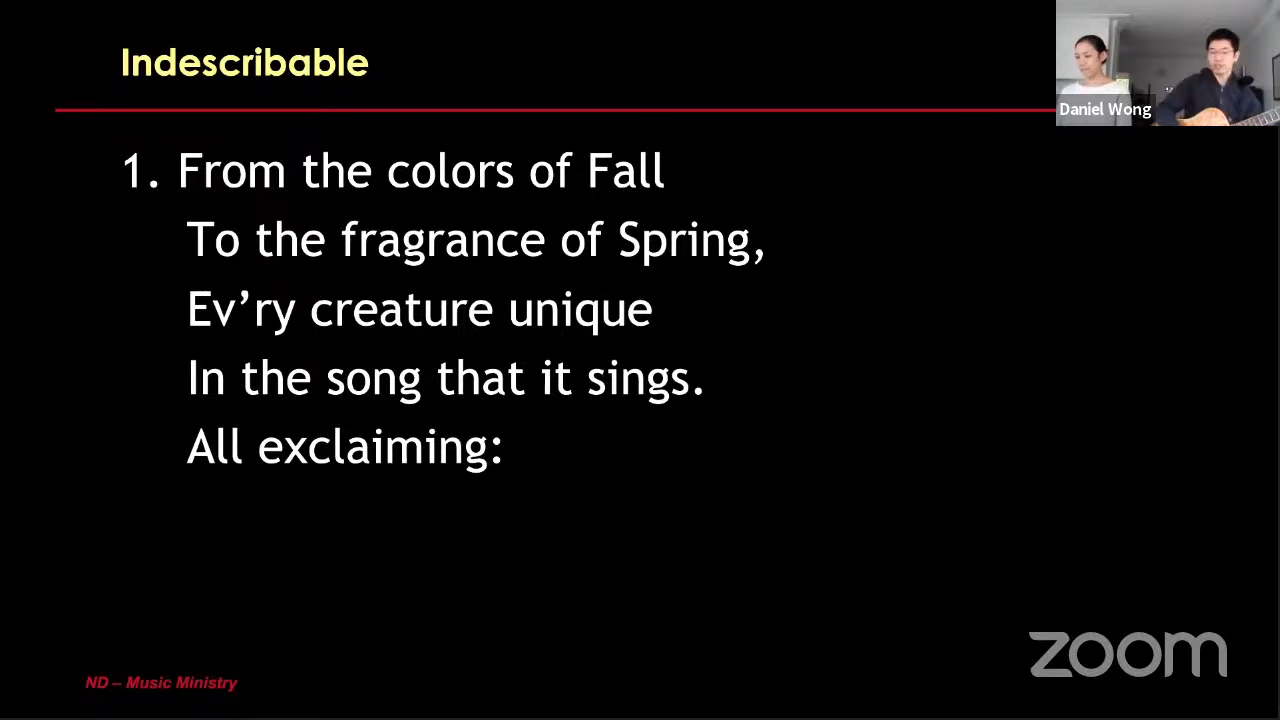 Indescribable
Daniel Wong
1. From the colors of Fall
To the fragrance of Spring,
Ev’ry creature unique
In the song that it sings.
All exclaiming:
zoom
ND – Music Ministry